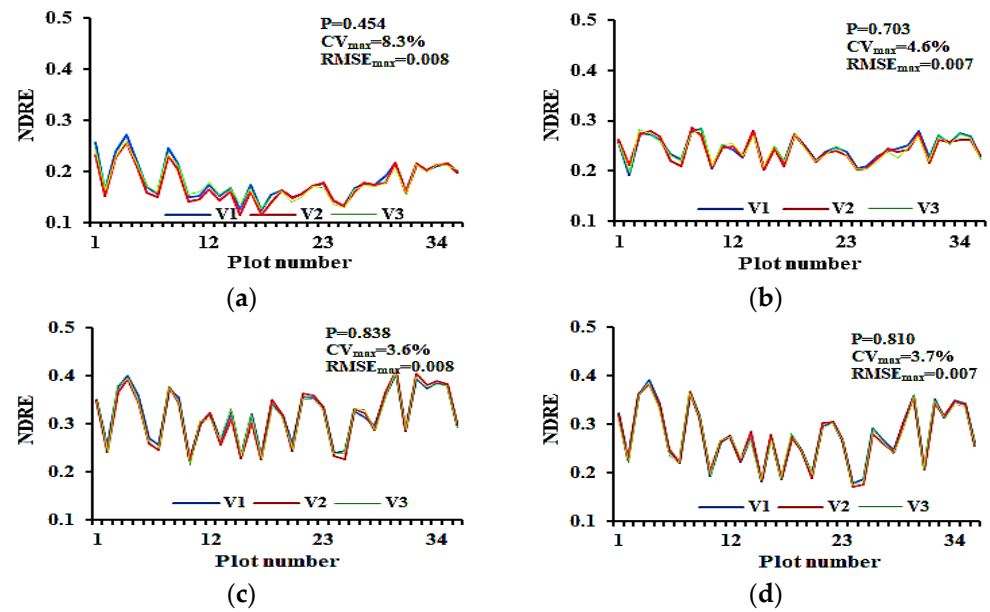 0.5
0.4
0.3
0.2
0.1
NDRE
P=0.454
CVmax=8.3%
RMSEmax=0.008
V1 V2 V3
1 12 23 34
Plot number
(a)
0.5
0.4
0.3
0.2
0.1
NDRE
P=0.703
CVmax=4.6%
RMSEmax=0.007
V1 V2 V3
1 12 23 34
Plot number
(b)
0.5
0.4
0.3
0.2
0.1
NDRE
P=0.838
CVmax=3.6%
RMSEmax=0.008
V1 V2 V3
1 12 23 34
Plot number
(c)
0.5
0.4
0.3
0.2
0.1
NDRE
P=0.810
CVmax=3.7%
RMSEmax=0.007
V1 V2 V3
1 12 23 34
Plot number
(d)